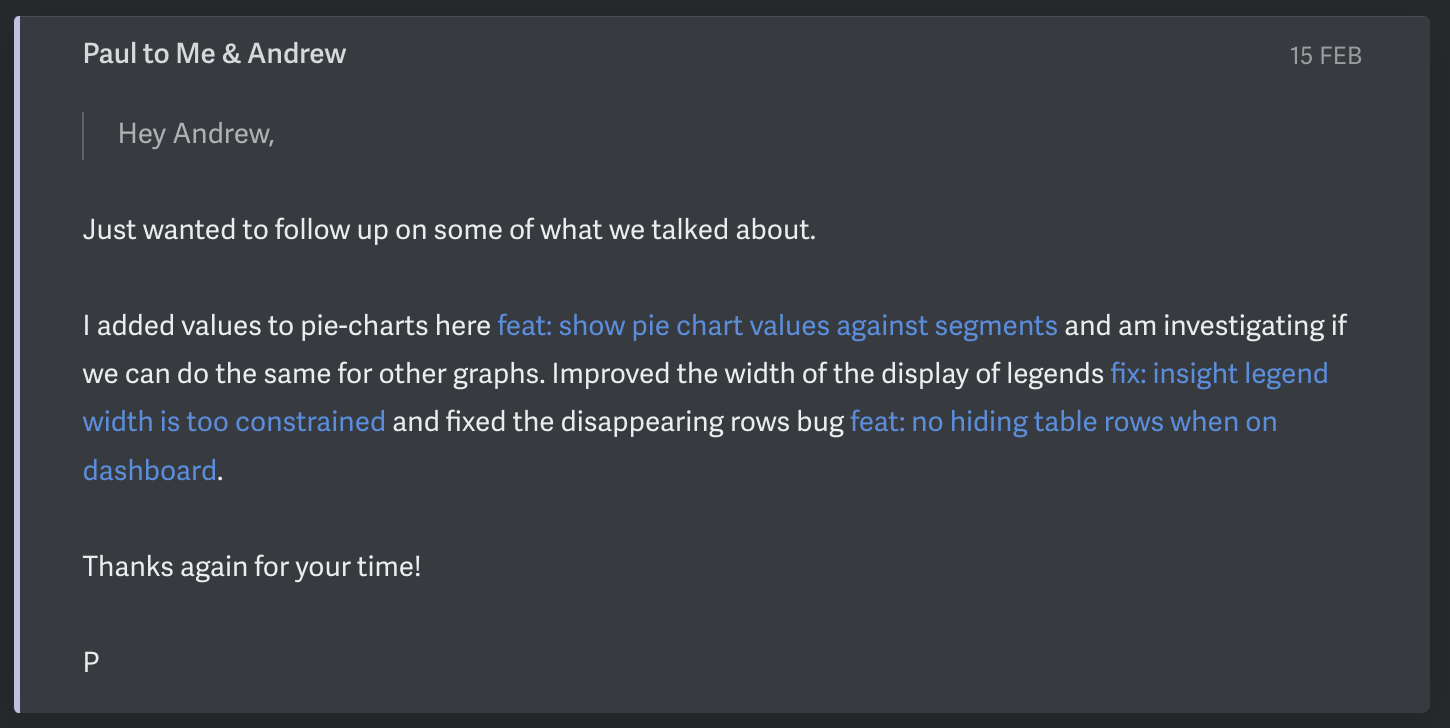 Paul to Me & Andrew
15 FEB
Hey Andrew,
Just wanted to follow up on some of what we talked about.
I added values to pie-charts here feat: show pie chart values against segments and am investigating if
we can do the same for other graphs. Improved the width of the display of legends fix: insight legend
width is too constrained and fixed the disappearing rows bug feat: no hiding table rows when on
dashboard.
Thanks again for your time!
P